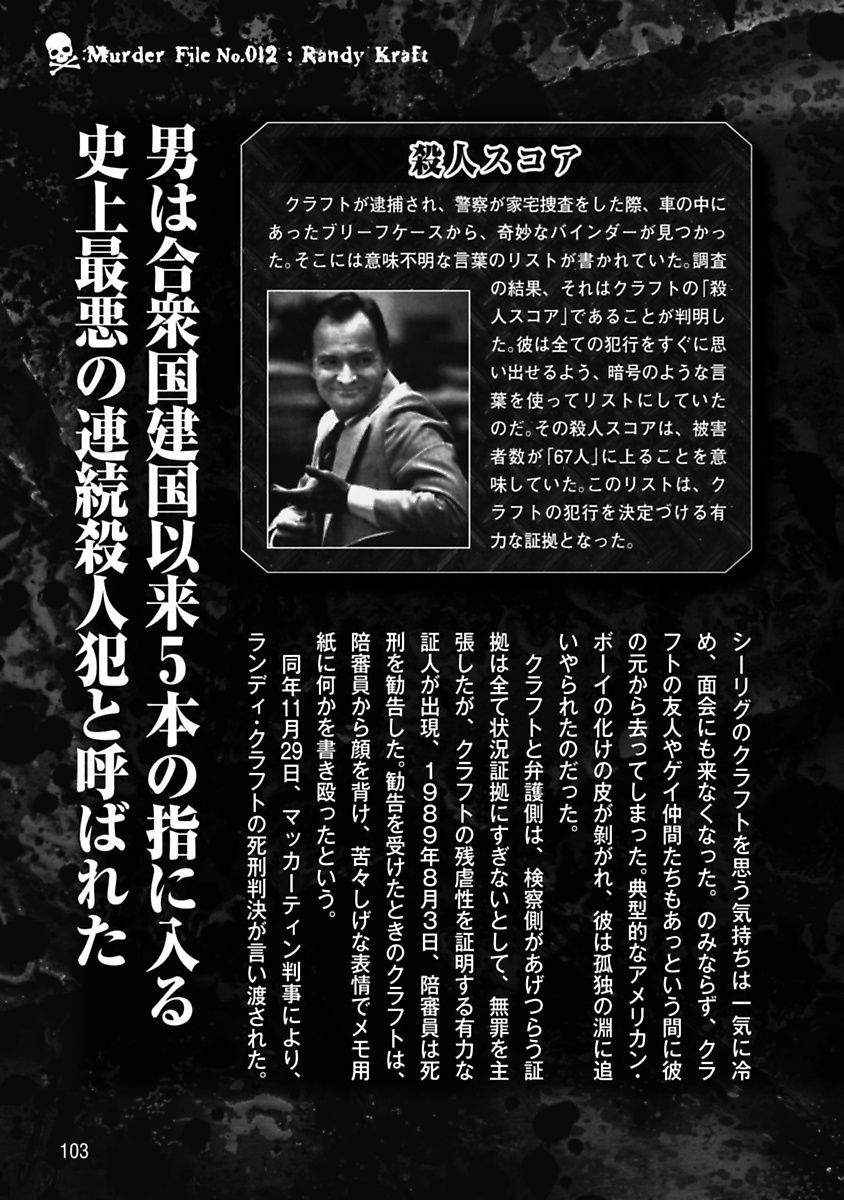 Murder File No.012 : Randy Kraft
男は合衆国建国以来5本の指に入る
史上最悪の連続殺人犯と呼ばれた
殺人スコア
クラフトが逮捕され、警察が家宅捜査をした際、車の中に
あったブリーフケースから、奇妙なバインダーが見つかっ
た。そこには意味不明な言葉のリストが書かれていた。調査
の結果、それはクラフトの「殺
人スコア」であることが判明し
た。彼は全ての犯行をすぐに思
い出せるよう、暗号のような言
葉を使ってリストにしていた
のだ。その殺人スコアは、被害
者数が「67人」に上ることを意
味していた。このリストは、ク
ラフトの犯行を決定づける有
力な証拠となった。
シーリグのクラフトを思う気持ちは一気に冷
め、面会にも来なくなった。のみならず、クラ
フトの友人やゲイ仲間たちもあっという間に彼
の元から去ってしまった。典型的なアメリカン・
ボーイの化けの皮が剝がれ、彼は孤独の淵に追
いやられたのだった。
クラフトと弁護側は、検察側があげつらう証
拠は全て状況証拠にすぎないとして、無罪を主
張したが、クラフトの残虐性を証明する有力な
証人が出現、1989年8月3日、陪審員は死
刑を勧告した。勧告を受けたときのクラフトは、
陪審員から顔を背け、苦々しげな表情でメモ用
紙に何かを書き殴ったという。
同年11月29日、マッカーティン判事により、
ランディ・クラフトの死刑判決が言い渡された。
103